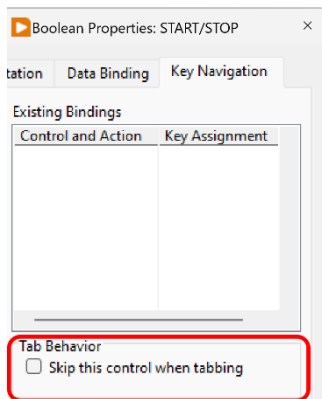 Boolean Properties: START/STOP
Data Binding Key Navigation
Existing Bindings
Control and Action Key Assignment
Tab Behavior
Skip this control when tabbing